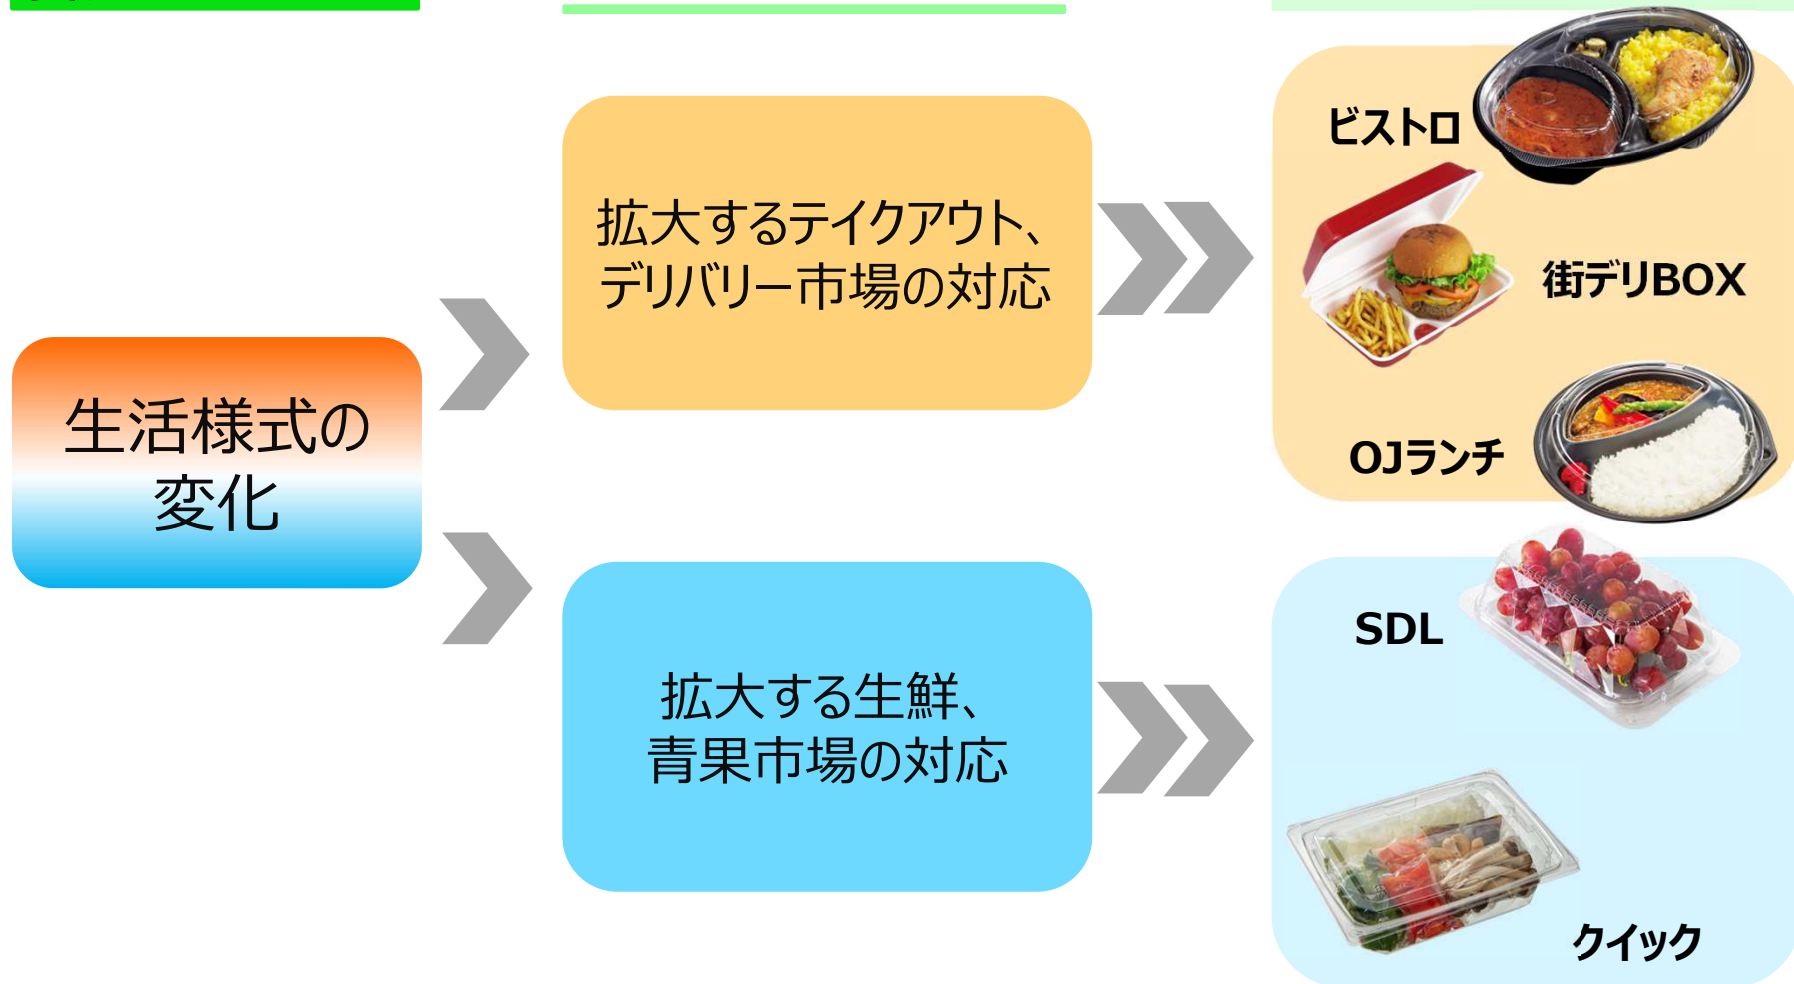 生活様式の
変化
拡大するテイクアウト、
デリバリー市場の対応
ビストロ
街デリBOX
OJランチ
拡大する生鮮、
青果市場の対応
SDL
クイック